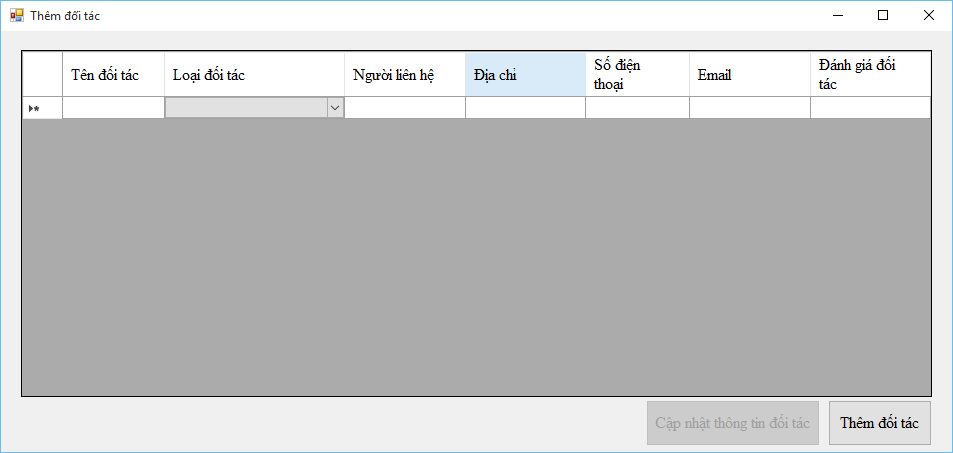 Thêm đối tác
Tên đối tác Loại đối tác Người liên hệ Địa chỉ Số điện thoại Email Đánh giá đối tác
Cập nhật thông tin đối tác Thêm đối tác